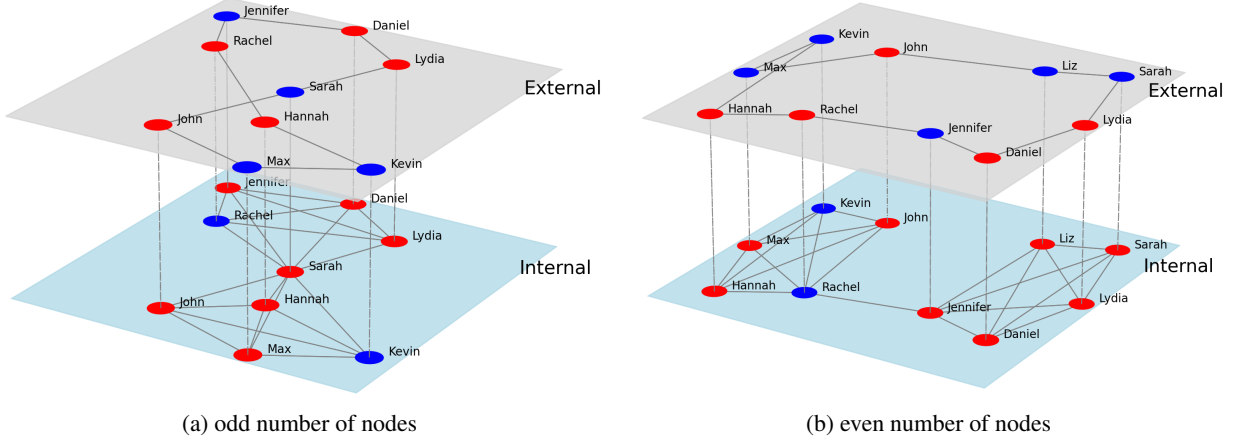 Jennifer
Daniel
Rachel
Lydia
Sarah
External
John
Hannah
Max
Kevin
Jennifer
Daniel
Rachel
Lydia
Sarah
Internal
John
Hannah
Max
Kevin
(a) odd number of nodes
Kevin
John
Max
Liz
Sarah
External
Hannah
Rachel
Lydia
Jennifer
Daniel
Kevin
John
Max
Liz
Sarah
Internal
Hannah
Rachel
Lydia
Jennifer
Daniel
(b) even number of nodes